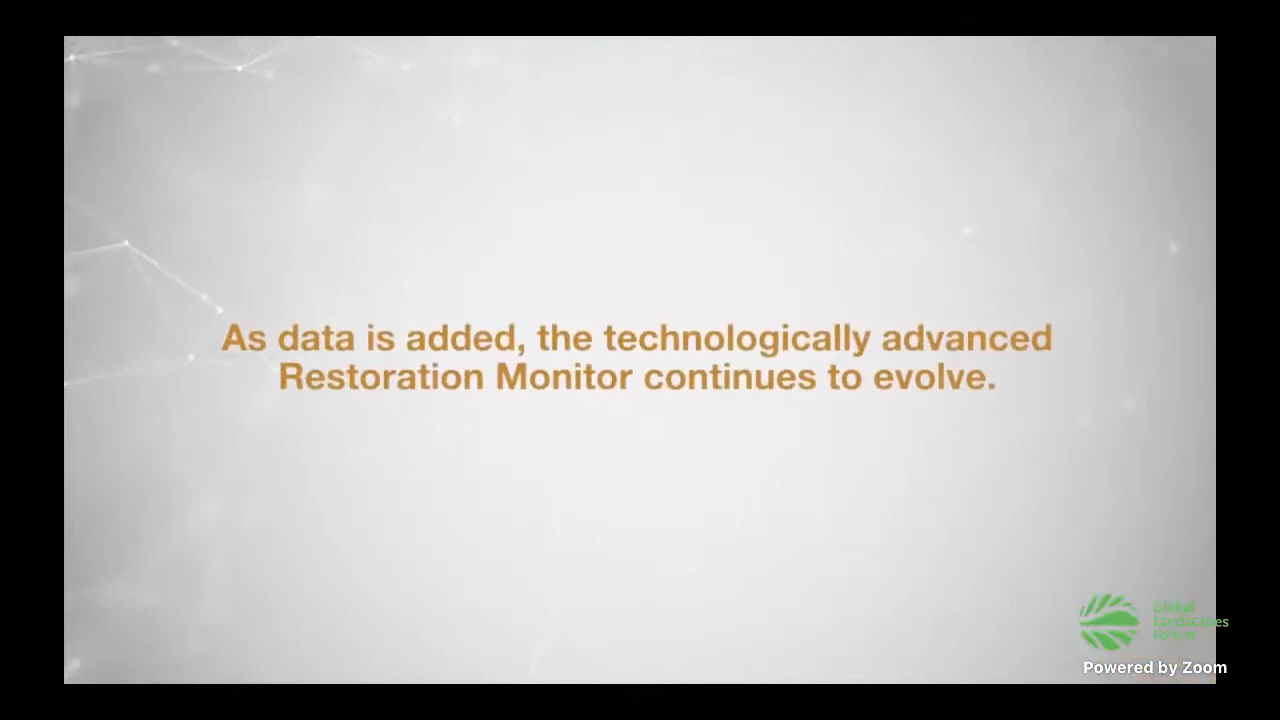 As data is added, the technologically advanced
Restoration Monitor continues to evolve.
Global
Landscapes
Forum
Powered by Zoom